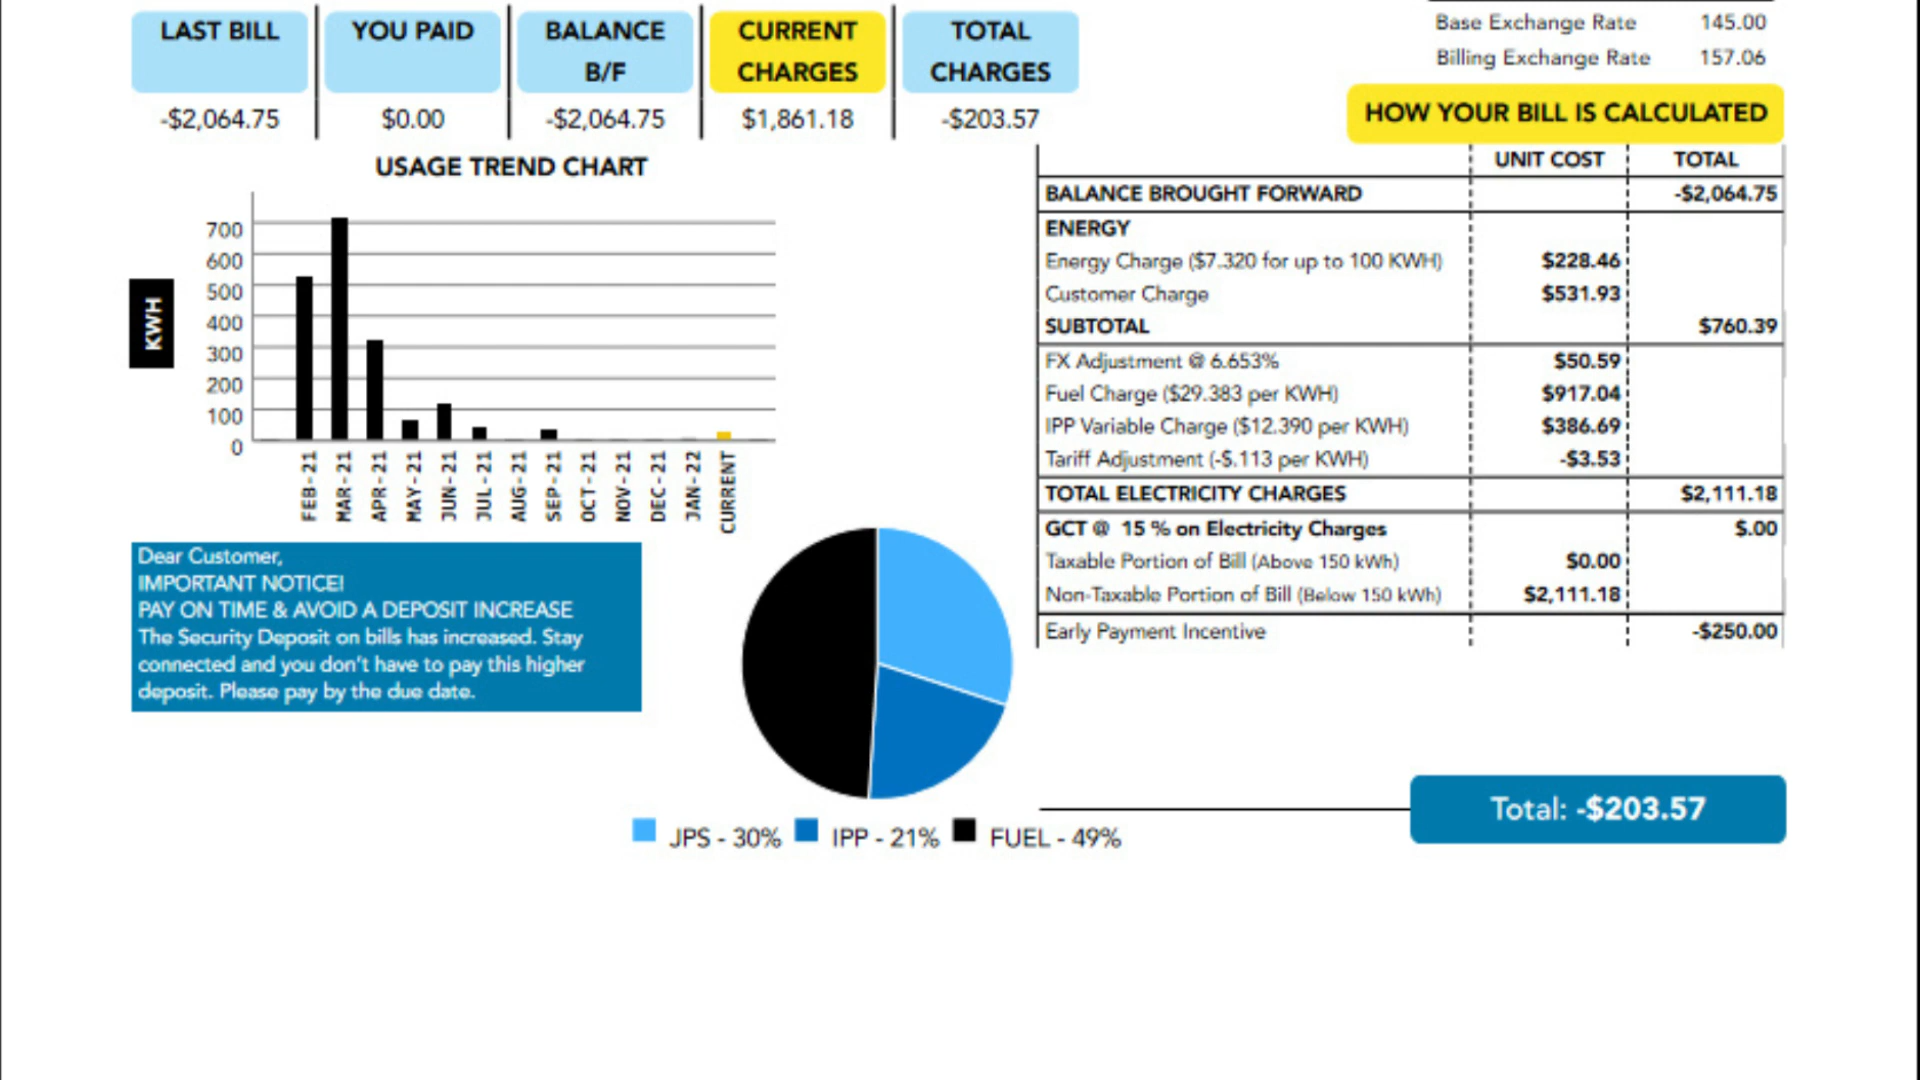 LAST BILL
YOU PAID
BALANCE
B/F
CURRENT
CHARGES
TOTAL
CHARGES
-$2,064.75
$0.00
-$2,064.75
$1,861.18
-$203.57
Base Exchange Rate 145.00
Billing Exchange Rate 157.06
HOW YOUR BILL IS CALCULATED
USAGE TREND CHART
700
600
500
400
300
200
100
0
KWH
FEB-21
MAR-21
APR-21
MAY-21
JUN-21
JUL-21
AUG-21
SEP-21
OCT-21
NOV-21
DEC-21
JAN-22
CURRENT
UNIT COST TOTAL
BALANCE BROUGHT FORWARD -$2,064.75
ENERGY
Energy Charge ($7.320 for up to 100 KWH) $228.46
Customer Charge $531.93
SUBTOTAL $760.39
FX Adjustment @ 6.653% $50.59
Fuel Charge ($29.383 per KWH) $917.04
IPP Variable Charge ($12.390 per KWH) $386.69
Tariff Adjustment (-$.113 per KWH) -$3.53
TOTAL ELECTRICITY CHARGES $2,111.18
GCT @ 15 % on Electricity Charges $.00
Taxable Portion of Bill (Above 150 kWh) $0.00
Non-Taxable Portion of Bill (Below 150 kWh) $2,111.18
Early Payment Incentive -$250.00
Dear Customer,
IMPORTANT NOTICE!
PAY ON TIME & AVOID A DEPOSIT INCREASE
The Security Deposit on bills has increased. Stay
connected and you don't have to pay this higher
deposit. Please pay by the due date.
JPS - 30% IPP - 21% FUEL - 49%
Total: -$203.57